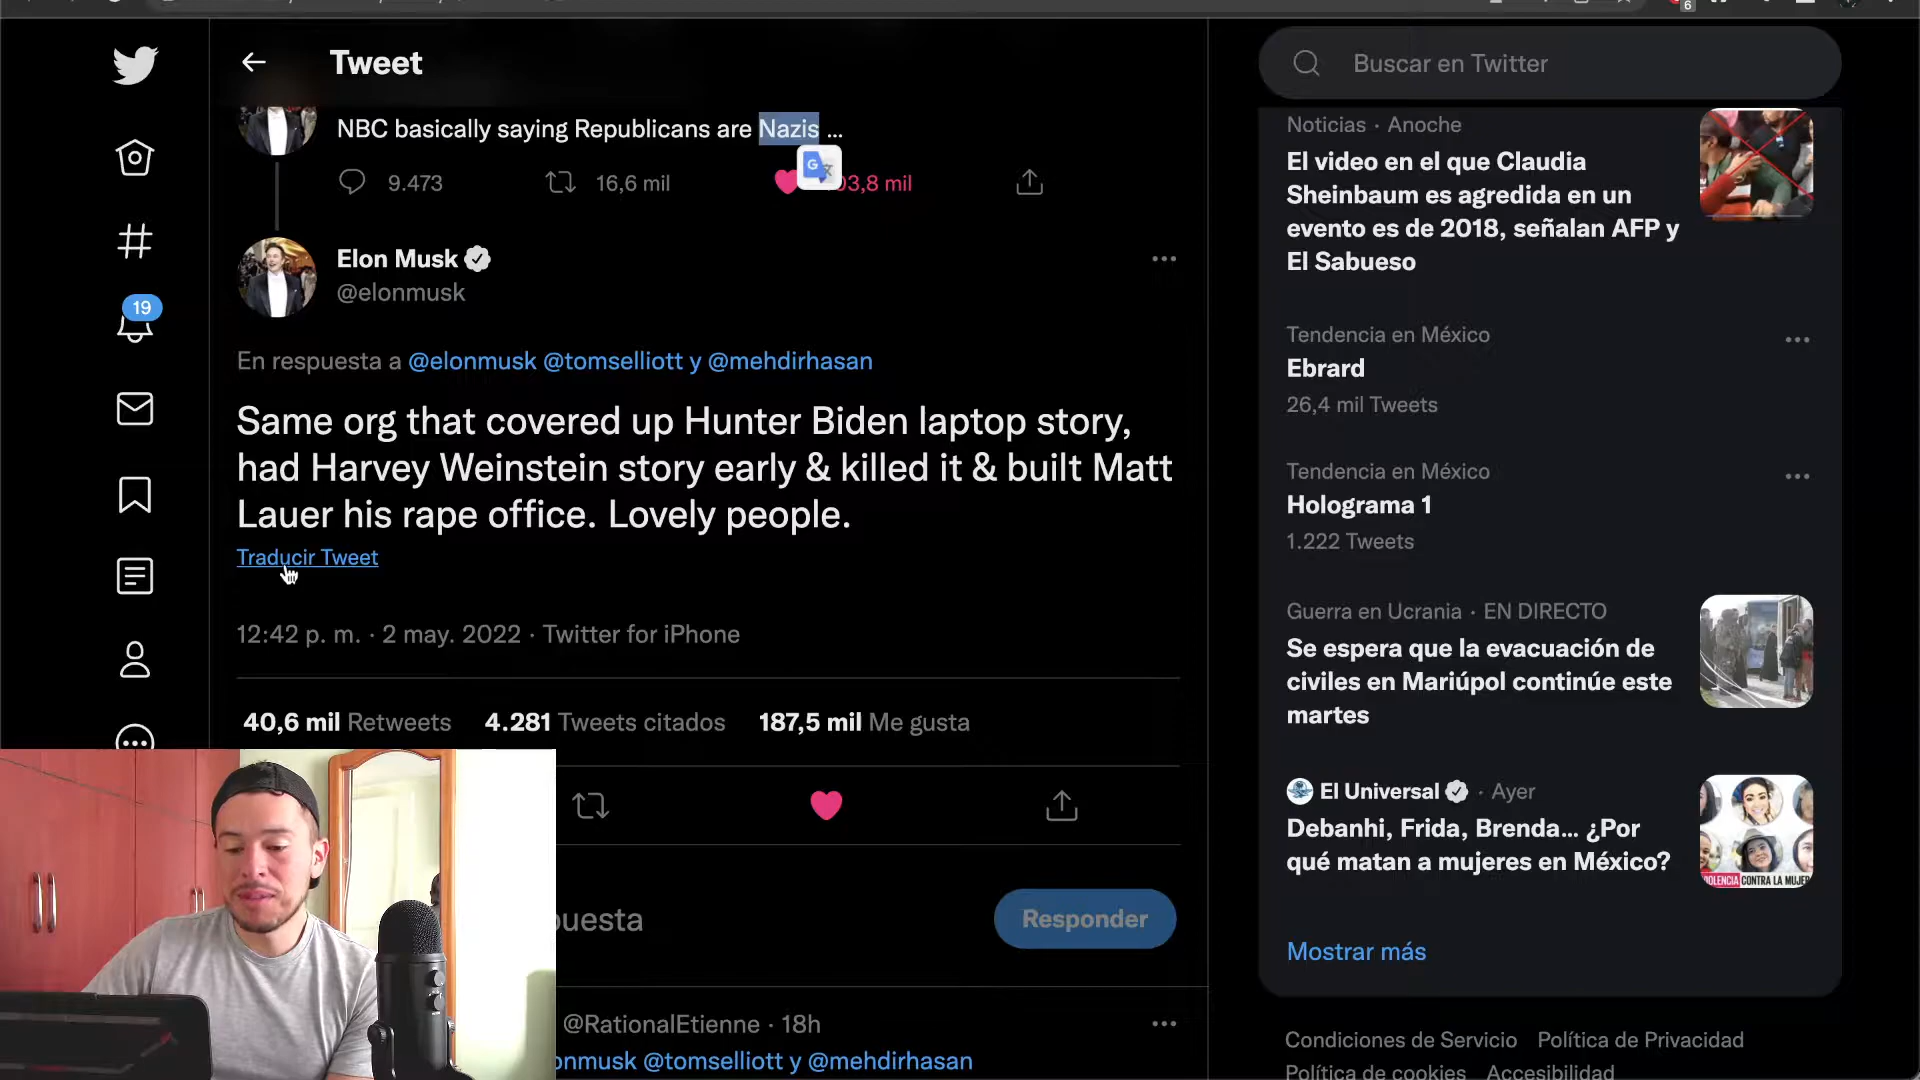 6
Tweet
Buscar en Twitter
NBC basically saying Republicans are Nazis ...
9.473
16,6 mil
03,8 mil
19
Elon Musk
@elonmusk
En respuesta a @elonmusk @tomselliott y @mehdirhasan
Same org that covered up Hunter Biden laptop story,
had Harvey Weinstein story early & killed it & built Matt
Lauer his rape office. Lovely people.
Traducir Tweet
12:42 p. m. · 2 may. 2022 · Twitter for iPhone
40,6 mil Retweets 4.281 Tweets citados 187,5 mil Me gusta
puesta
Responder
@RationalEtienne · 18h
onmusk @tomselliott y @mehdirhasan
Noticias · Anoche
El video en el que Claudia
Sheinbaum es agredida en un
evento es de 2018, señalan AFP y
El Sabueso
Tendencia en México
Ebrard
26,4 mil Tweets
Tendencia en México
Holograma 1
1.222 Tweets
Guerra en Ucrania · EN DIRECTO
Se espera que la evacuación de
civiles en Mariúpol continúe este
martes
El Universal · Ayer
Debanhi, Frida, Brenda... ¿Por
qué matan a mujeres en México?
VIOLENCIA CONTRA LA MUJER
Mostrar más
Condiciones de Servicio Política de Privacidad
Política de cookies Accesibilidad